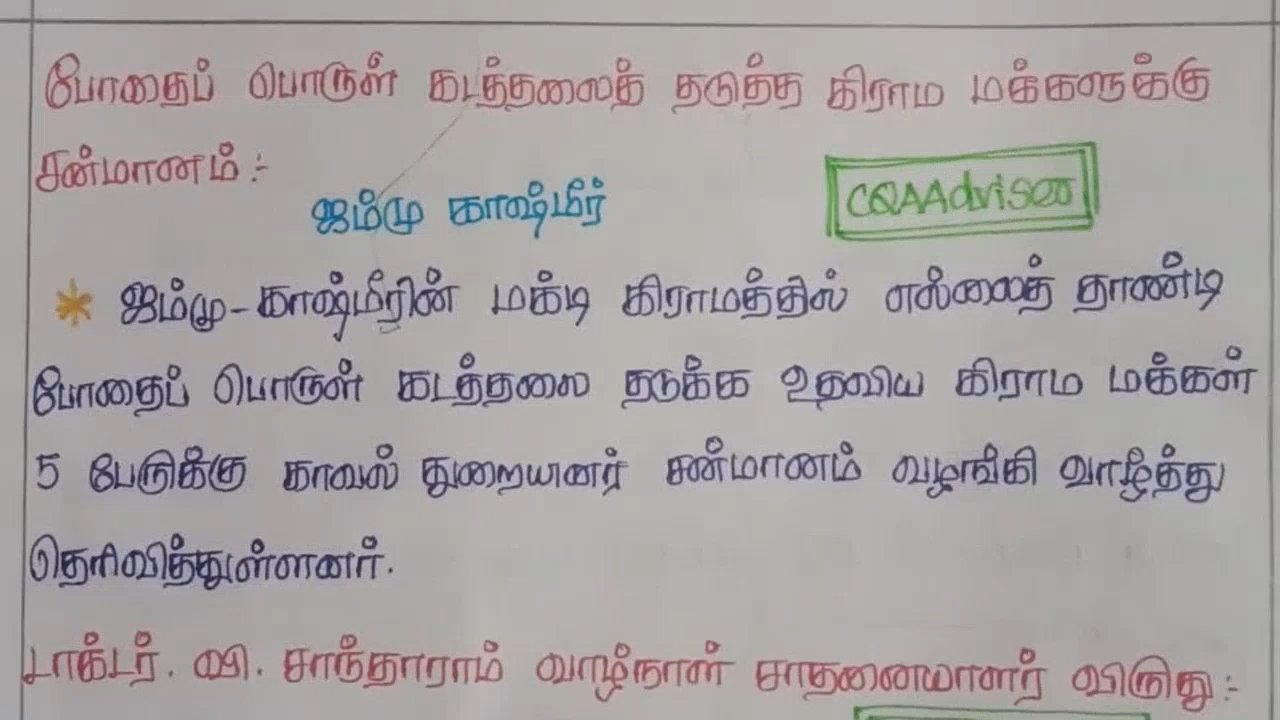 போதைப் பொருள் கடத்தலைத் தடுத்த கிராம மக்களுக்கு
சன்மானம் :-
ஜம்மு காஷ்மீர்
CQAAdviser
* ஜம்மு - காஷ்மீரின் மக்டி கிராமத்தில் எல்லைத் தாண்டி
போதைப் பொருள் கடத்தலை தடுக்க உதவிய கிராம மக்கள்
5 பேருக்கு காவல் துறையினர் சன்மானம் வழங்கி வாழ்த்து
தெரிவித்துள்ளனர்.
டாக்டர். வி. சாந்தாராம் வாழ்நாள் சாதனையாளர் விருது :-